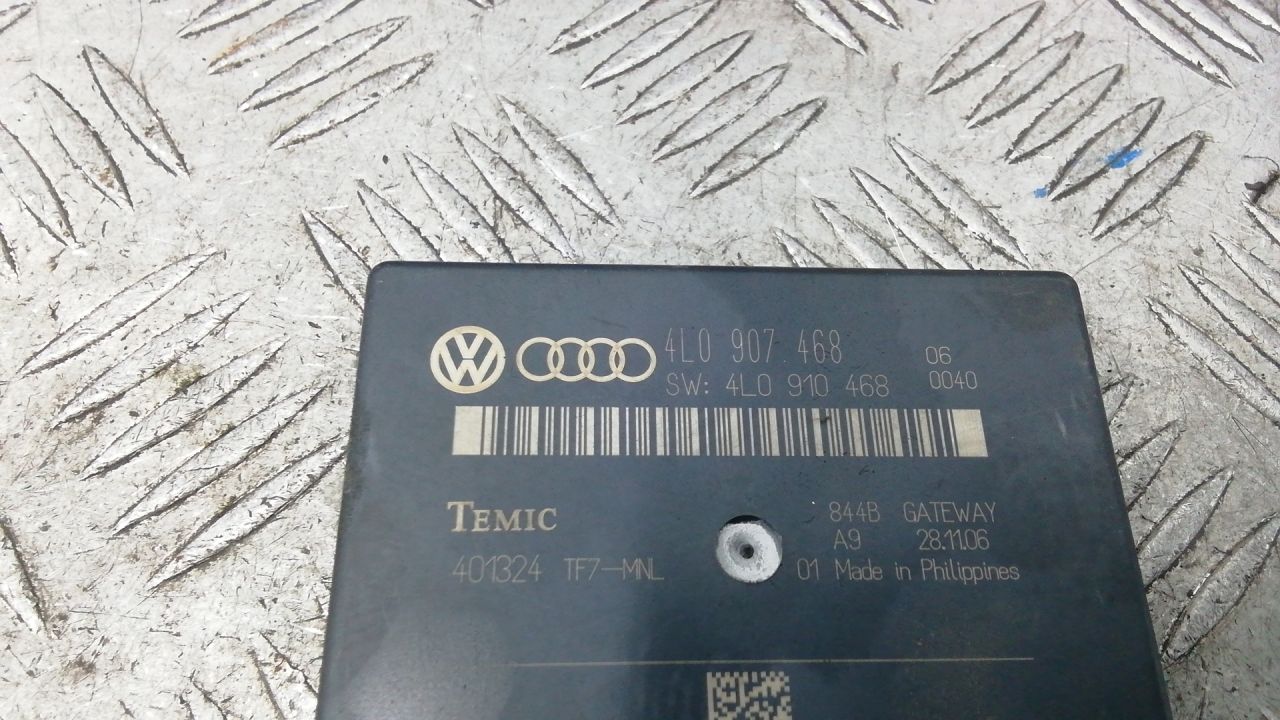 4L0 907 468 06
SW: 4L0 910 468 0040
TEMIC 844B GATEWAY
A9 28.11.06
401324 TF7-MNL 01 Made in Philippines